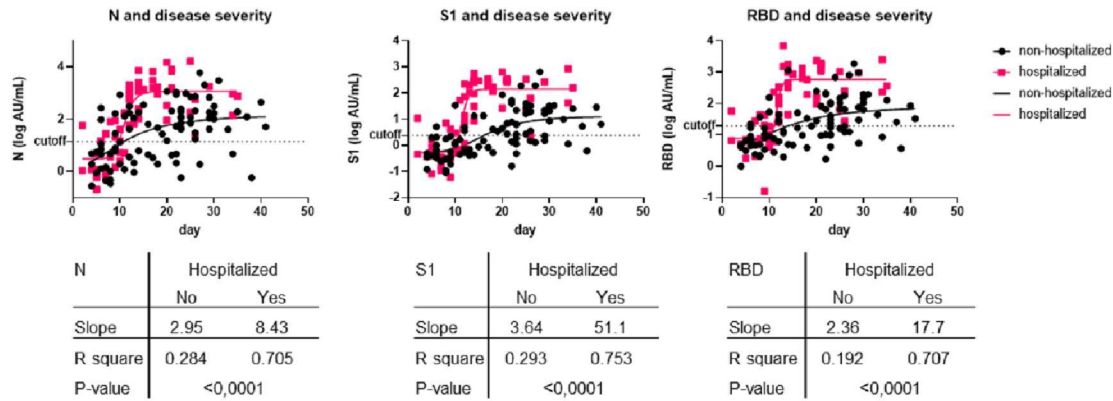 N and disease severity
S1 and disease severity
RBD and disease severity
N (log AU/mL)
4
2
cutoff
0
0 10 20 30 40 50
day
S1 (log AU/mL)
4
3
2
1
cutoff
0
-1
-2
0 10 20 30 40 50
day
RBD (log AU/mL)
4
3
2
cutoff
1
0
-1
0 10 20 30 40 50
day
non-hospitalized
hospitalized
non-hospitalized
hospitalized
N Hospitalized
No Yes
Slope 2.95 8.43
R square 0.284 0.705
P-value <0,0001
S1 Hospitalized
No Yes
Slope 3.64 51.1
R square 0.293 0.753
P-value <0,0001
RBD Hospitalized
No Yes
Slope 2.36 17.7
R square 0.192 0.707
P-value <0,0001